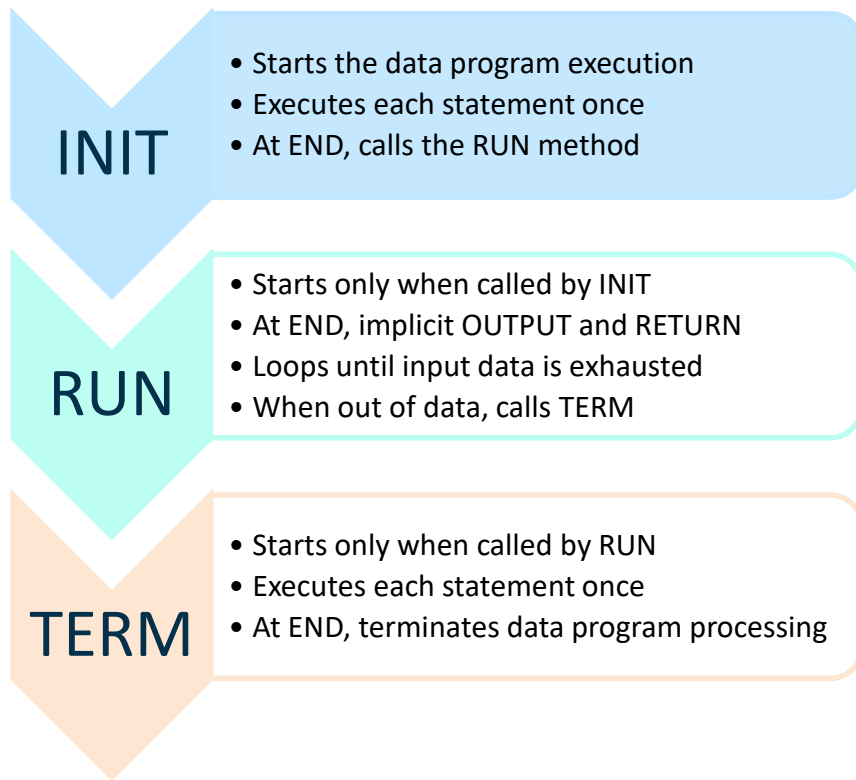 INIT
• Starts the data program execution
• Executes each statement once
• At END, calls the RUN method
RUN
• Starts only when called by INIT
• At END, implicit OUTPUT and RETURN
• Loops until input data is exhausted
• When out of data, calls TERM
TERM
• Starts only when called by RUN
• Executes each statement once
• At END, terminates data program processing